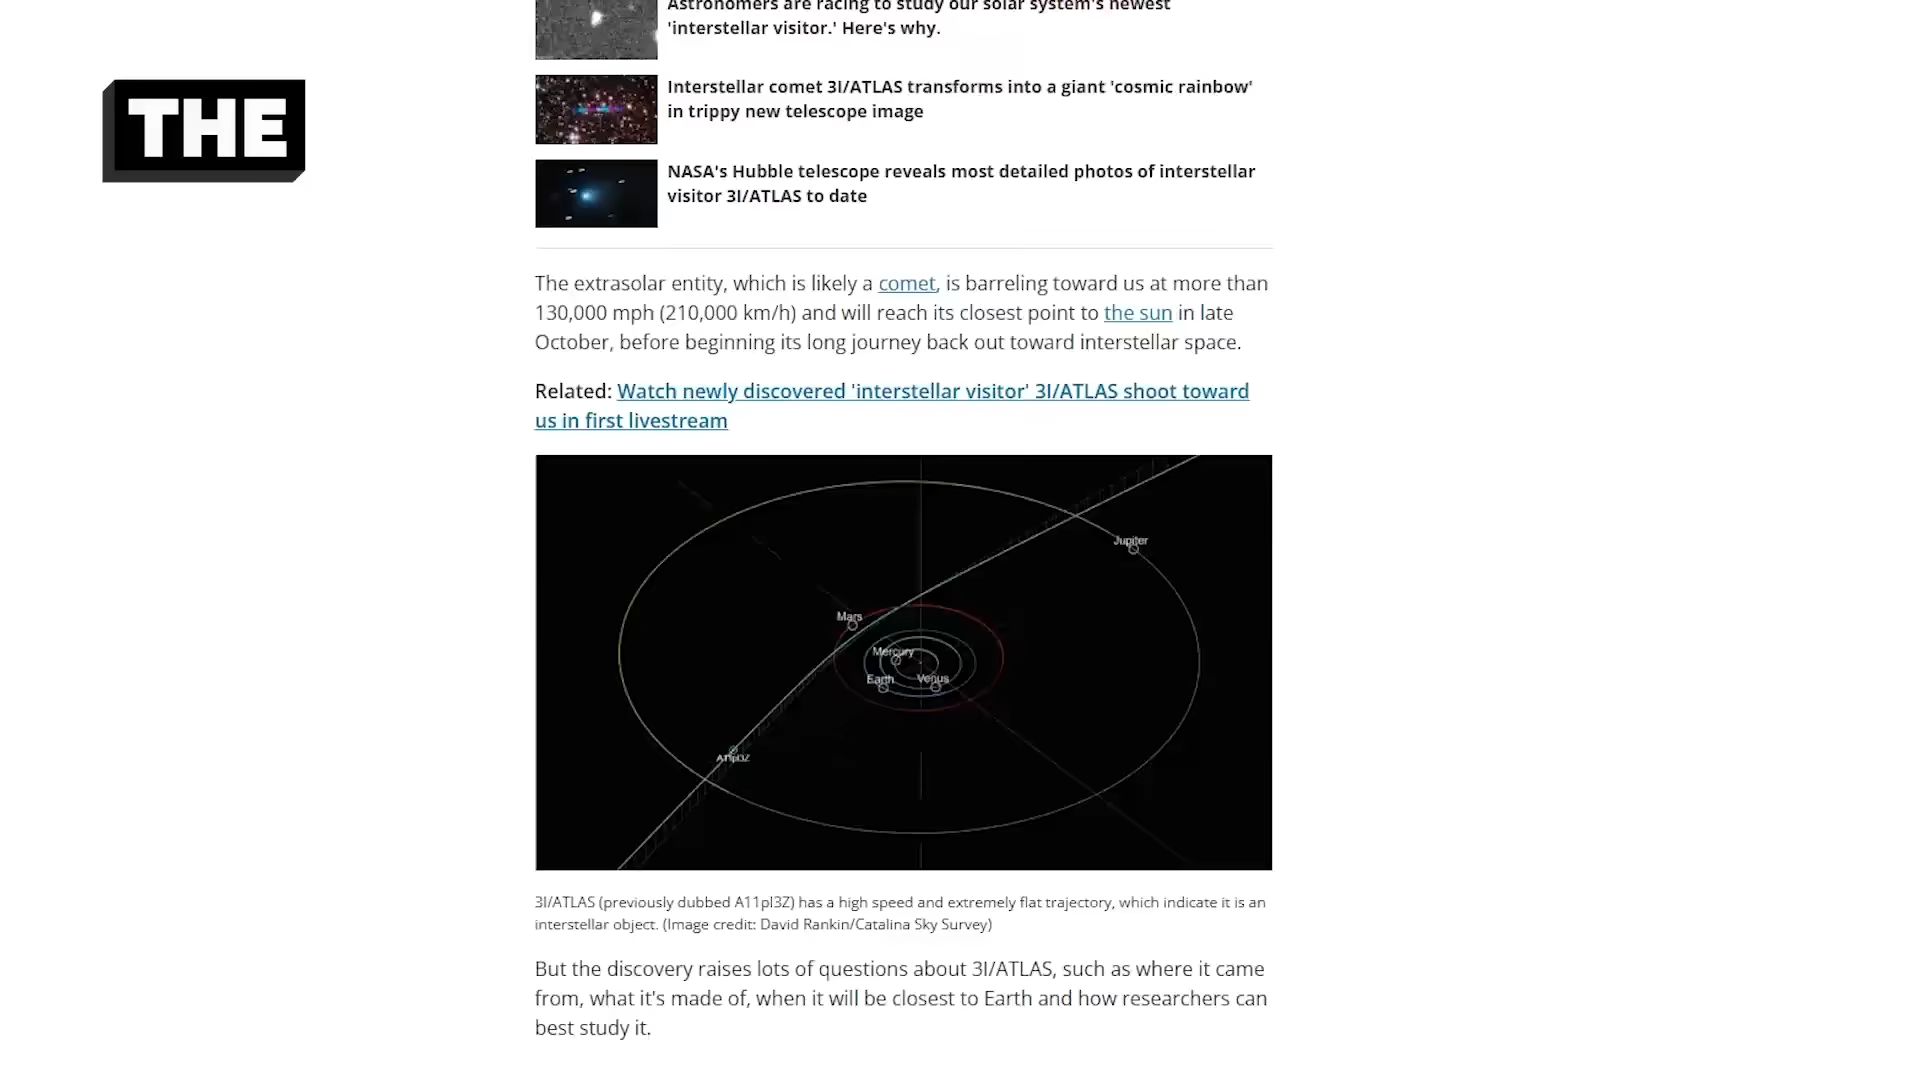 Astronomers are racing to study our solar system's newest
'interstellar visitor.' Here's why.
THE
Interstellar comet 3I/ATLAS transforms into a giant 'cosmic rainbow'
in trippy new telescope image
NASA's Hubble telescope reveals most detailed photos of interstellar
visitor 3I/ATLAS to date
The extrasolar entity, which is likely a comet, is barreling toward us at more than
130,000 mph (210,000 km/h) and will reach its closest point to the sun in late
October, before beginning its long journey back out toward interstellar space.
Related: Watch newly discovered 'interstellar visitor' 3I/ATLAS shoot toward
us in first livestream
Jupiter
Mars
Mercury
Earth
Venus
A11pl3Z
3I/ATLAS (previously dubbed A11pl3Z) has a high speed and extremely flat trajectory, which indicate it is an
interstellar object. (Image credit: David Rankin/Catalina Sky Survey)
But the discovery raises lots of questions about 3I/ATLAS, such as where it came
from, what it's made of, when it will be closest to Earth and how researchers can
best study it.